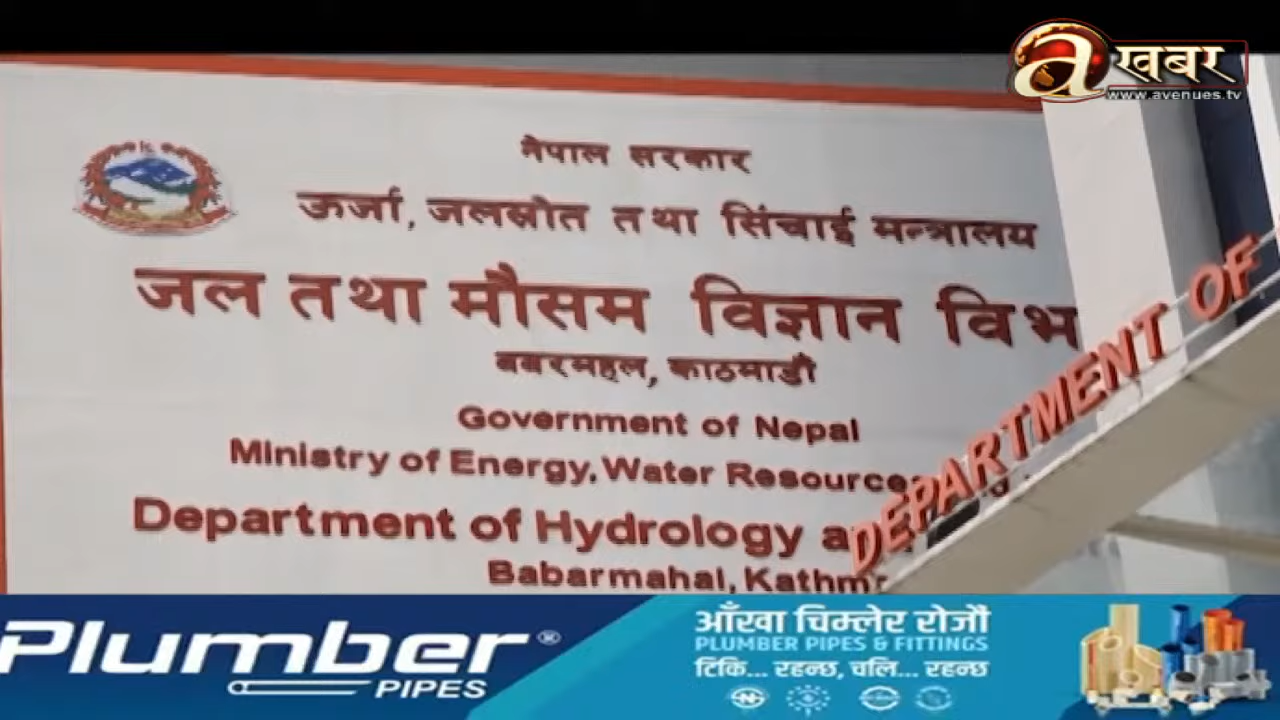 a खबर
www.avenues.tv
नेपाल सरकार
ऊर्जा, जलस्रोत तथा सिंचाई मन्त्रालय
जल तथा मौसम विज्ञान विभ
बबरमहल, काठमाडौं
Government of Nepal
Ministry of Energy, Water Resources
Department of Hydrology a
Babarmahal, Kathm
DEPARTMENT OF
Plumber®
PIPES
आँखा चिम्लेर रोजौं
PLUMBER PIPES & FITTINGS
टिकि... रहन्छ, चलि... रहन्छ